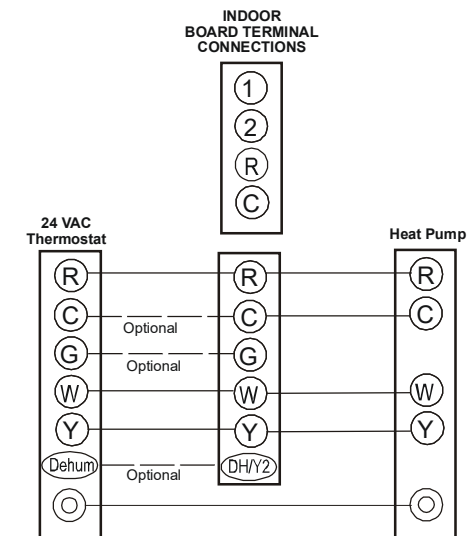 INDOOR
BOARD TERMINAL
CONNECTIONS
1
2
R
C
24 VAC
Thermostat
Heat Pump
R R R
C Optional C C
G Optional G
W W W
Y Y Y
Dehum Optional DH/Y2
O O